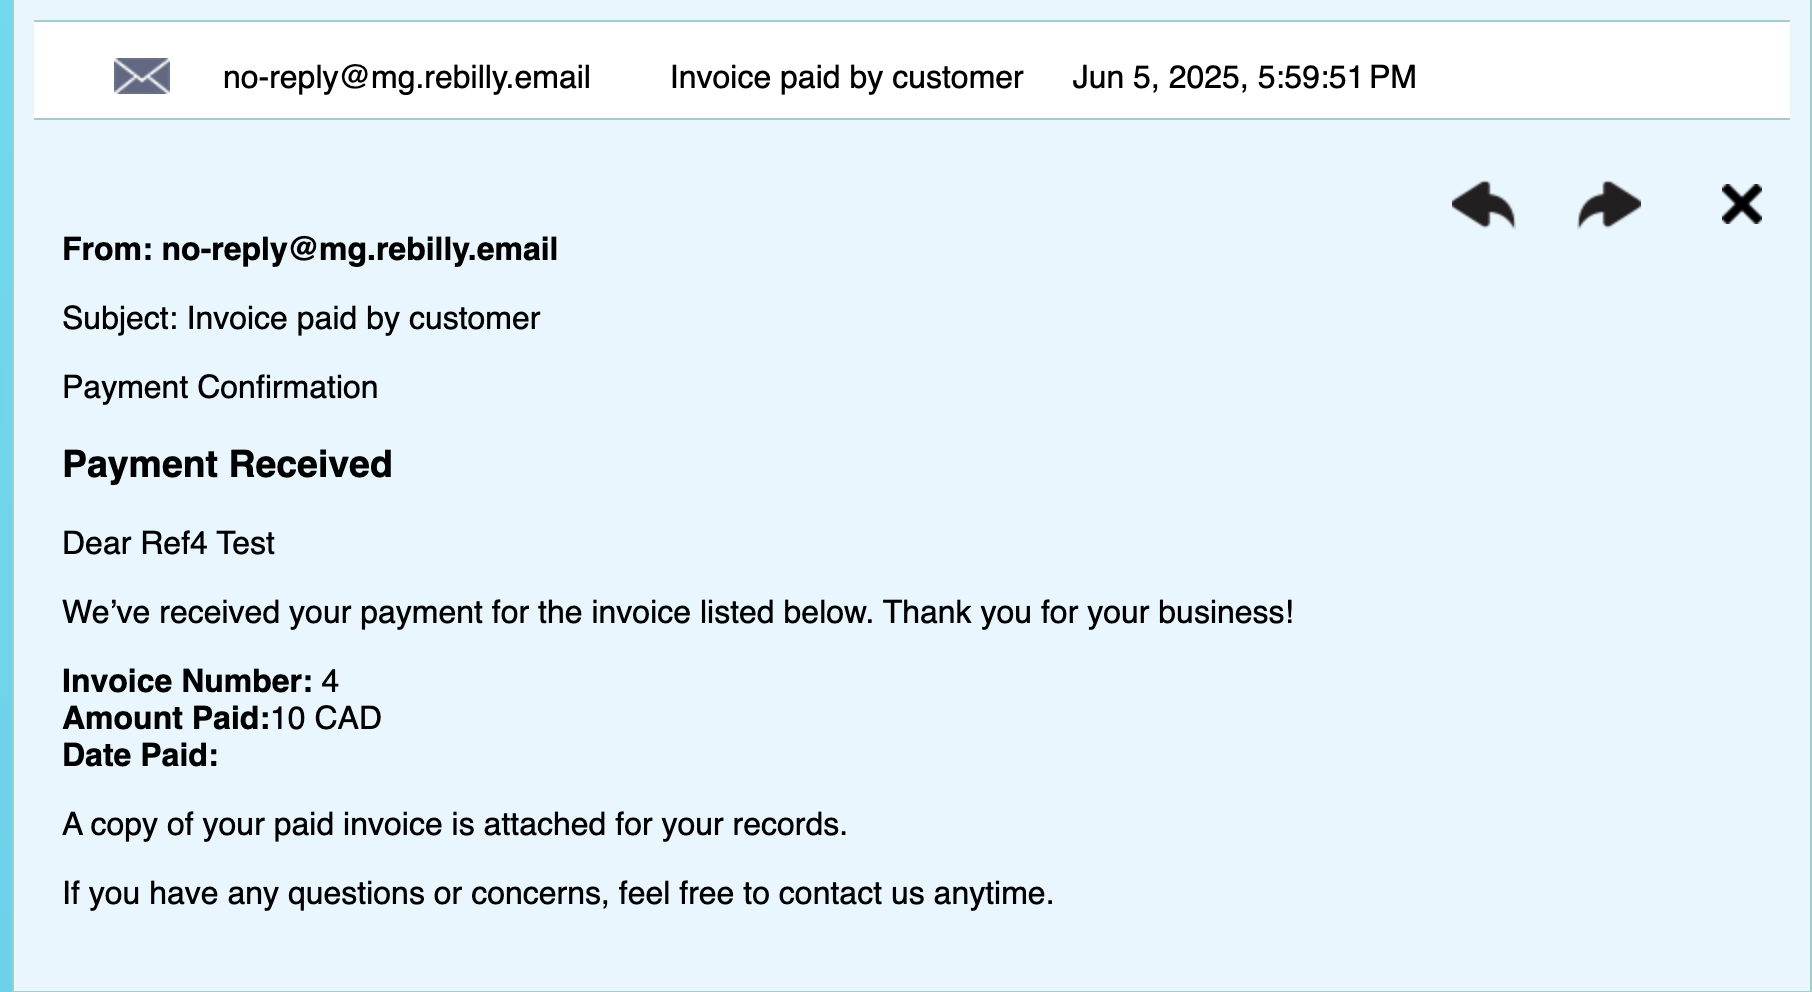 no-reply@mg.rebilly.email Invoice paid by customer Jun 5, 2025, 5:59:51 PM
From: no-reply@mg.rebilly.email
Subject: Invoice paid by customer
Payment Confirmation
Payment Received
Dear Ref4 Test
We’ve received your payment for the invoice listed below. Thank you for your business!
Invoice Number: 4
Amount Paid:10 CAD
Date Paid:
A copy of your paid invoice is attached for your records.
If you have any questions or concerns, feel free to contact us anytime.